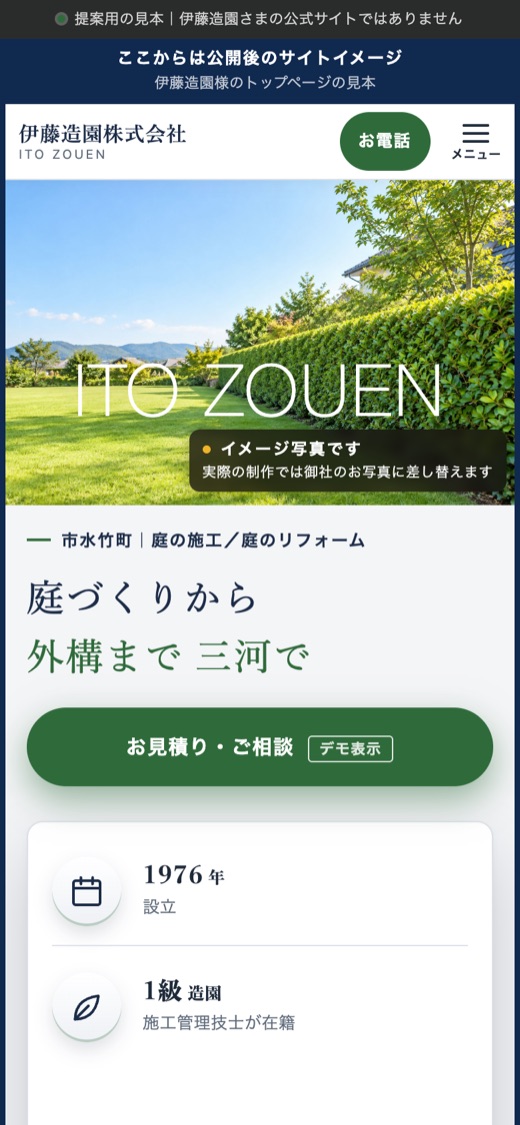 提案用の見本｜伊藤造園さまの公式サイトではありません
ここからは公開後のサイトイメージ
伊藤造園様のトップページの見本
伊藤造園株式会社
ITO ZOUEN
お電話
メニュー
ITO ZOUEN
イメージ写真です
実際の制作では御社のお写真に差し替えます
市水竹町｜庭の施工／庭のリフォーム
庭づくりから
外構まで 三河で
お見積り・ご相談 デモ表示
1976 年
設立
1級 造園
施工管理技士が在籍